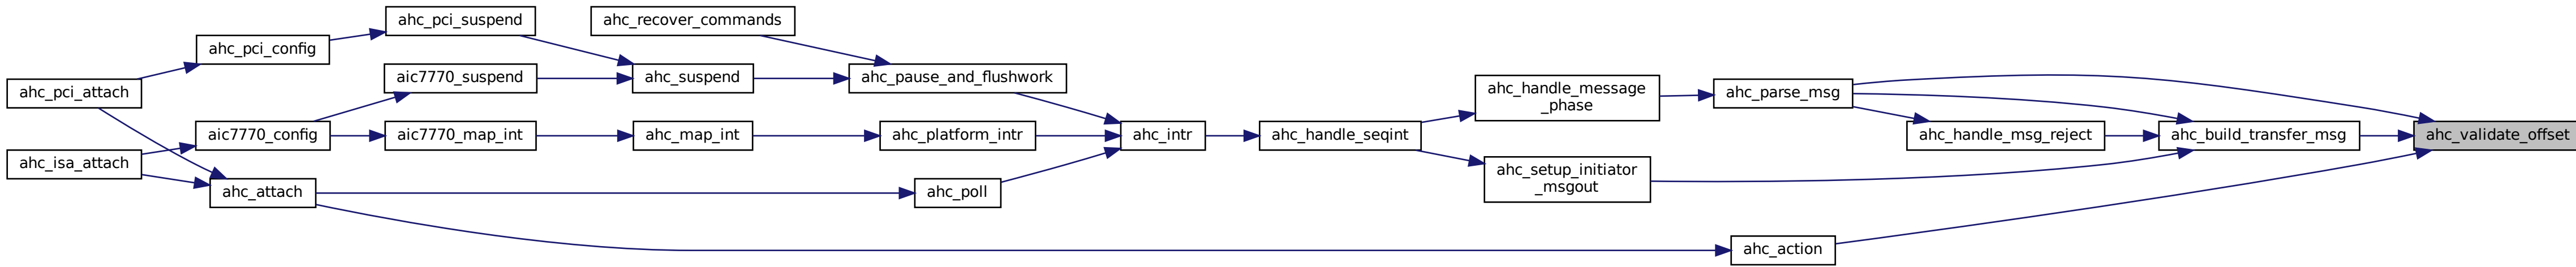 ahc_pci_suspend
ahc_recover_commands
ahc_pci_config
aic7770_suspend
ahc_suspend
ahc_pause_and_flushwork
ahc_pci_attach
ahc_handle_message
_phase
ahc_parse_msg
aic7770_config
aic7770_map_int
ahc_map_int
ahc_platform_intr
ahc_intr
ahc_handle_seqint
ahc_handle_msg_reject
ahc_build_transfer_msg
ahc_validate_offset
ahc_isa_attach
ahc_setup_initiator
_msgout
ahc_attach
ahc_poll
ahc_action